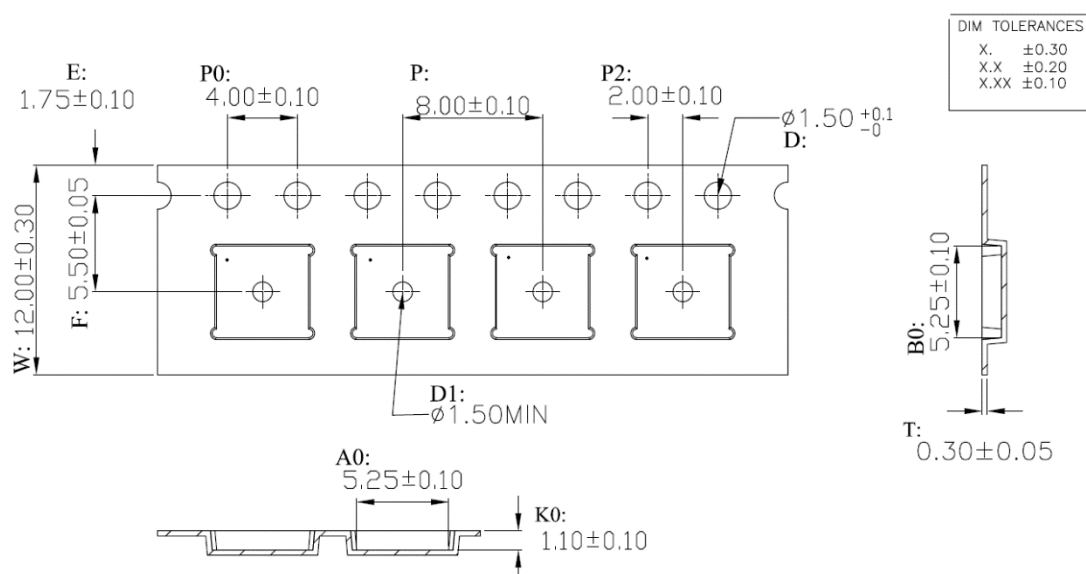 DIM TOLERANCES
X. ±0.30
X.X ±0.20
X.XX ±0.10
E:
1.75±0.10
P0:
4.00±0.10
P:
8.00±0.10
P2:
2.00±0.10
Ø1.50 +0.1 -0
D:
W: 12.00±0.30
F: 5.50±0.05
D1:
Ø1.50MIN
B0:
5.25±0.10
T:
0.30±0.05
A0:
5.25±0.10
K0:
1.10±0.10